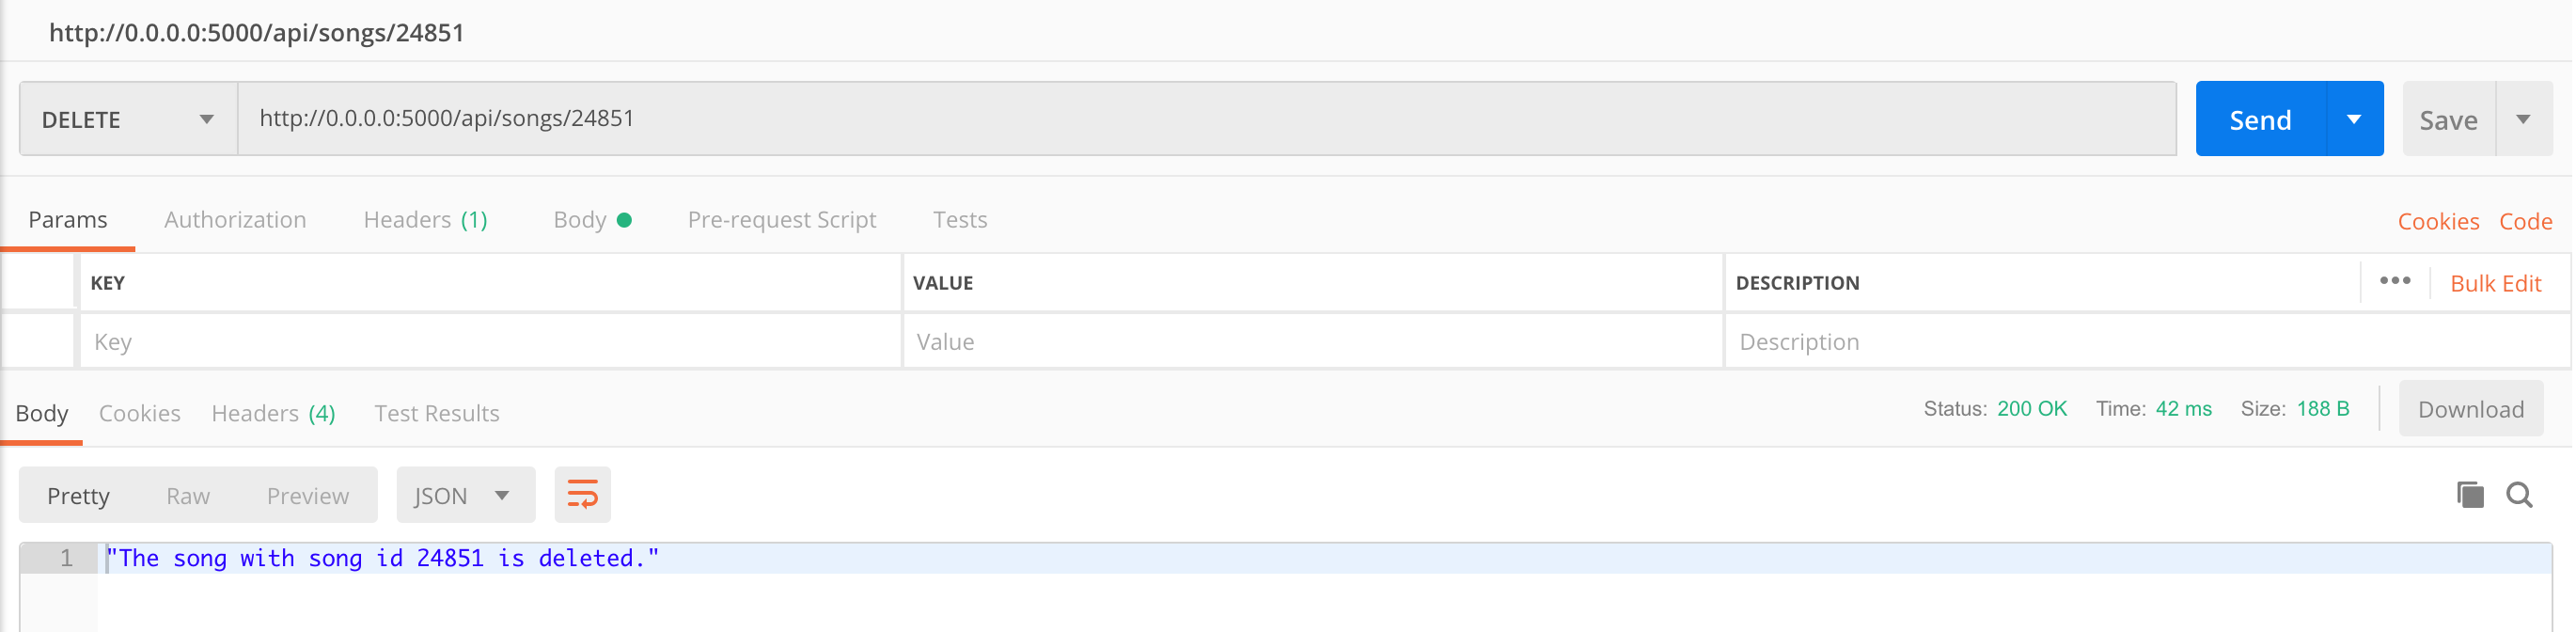 http://0.0.0.0:5000/api/songs/24851
DELETE http://0.0.0.0:5000/api/songs/24851 Send Save
Params Authorization Headers (1) Body Pre-request Script Tests Cookies Code
KEY VALUE DESCRIPTION ••• Bulk Edit
Key Value Description
Body Cookies Headers (4) Test Results Status: 200 OK Time: 42 ms Size: 188 B Download
Pretty Raw Preview JSON
1 "The song with song id 24851 is deleted."